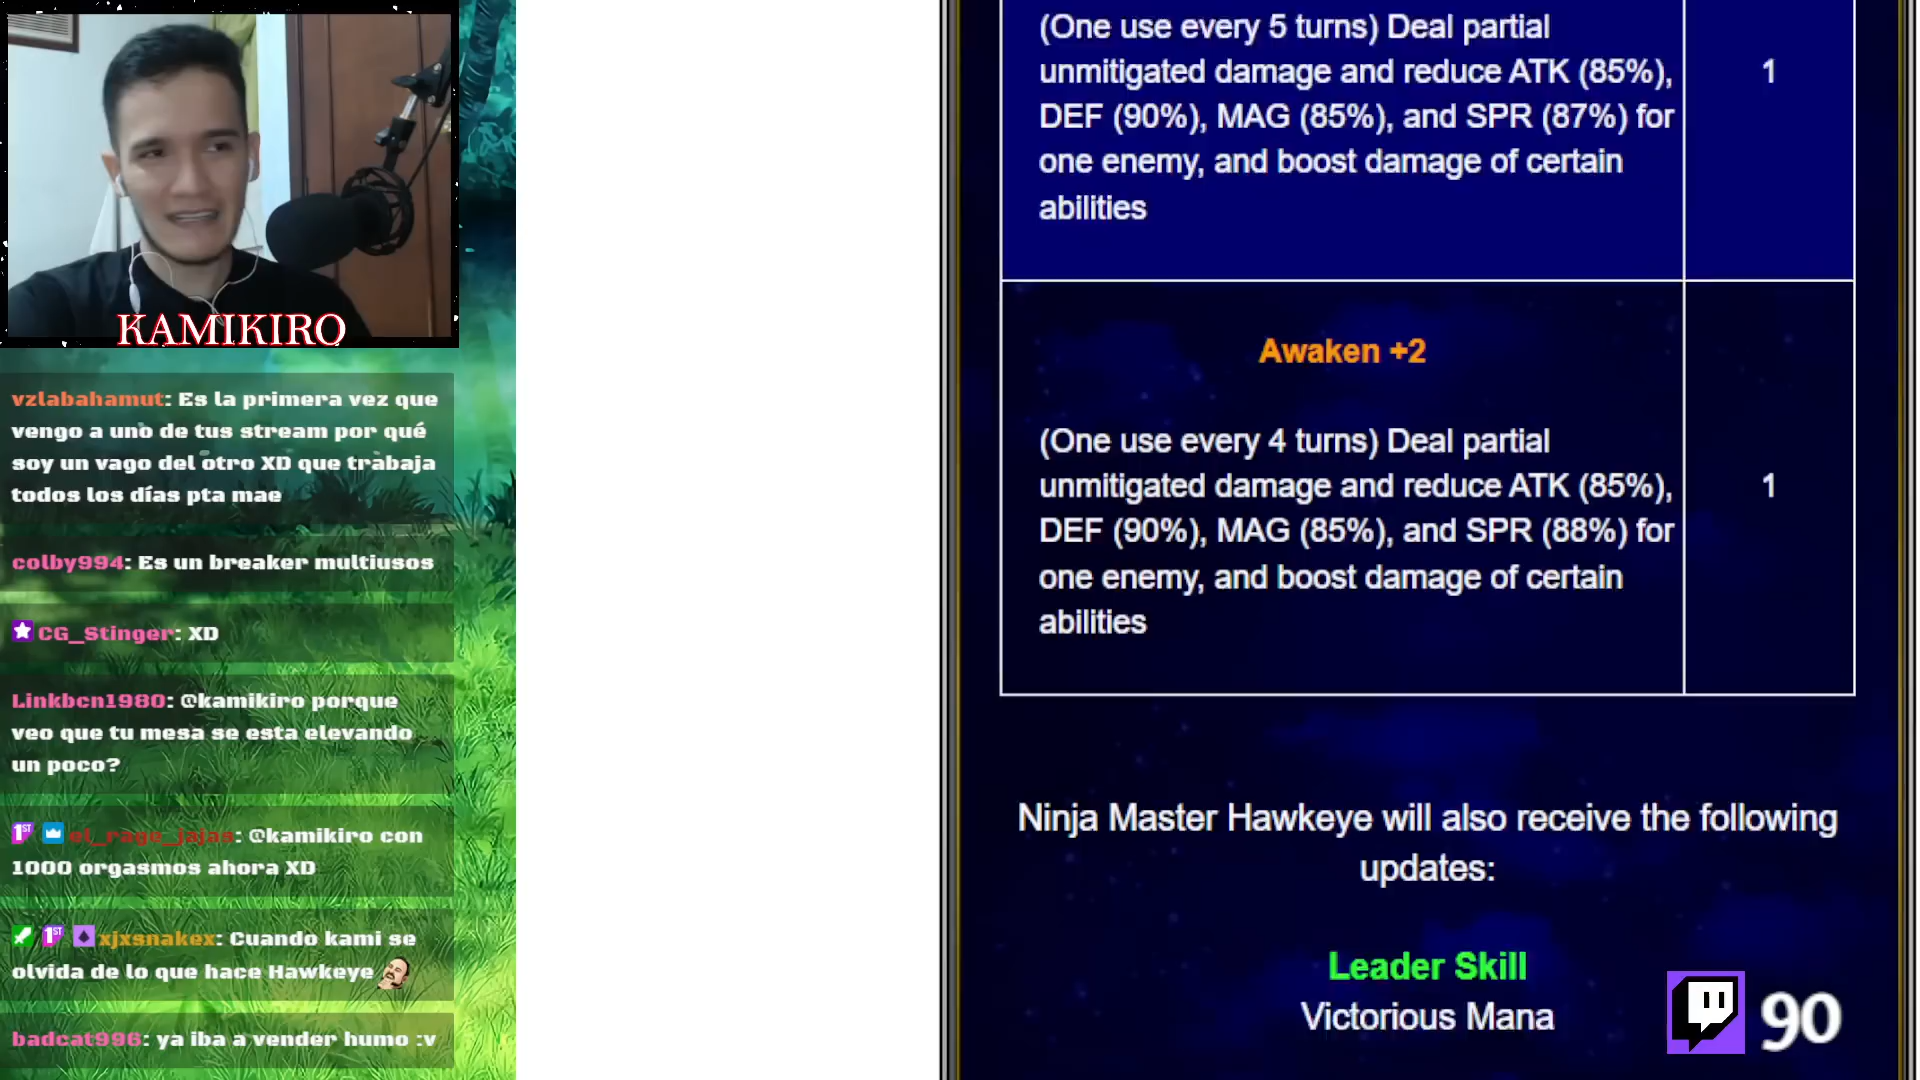 KAMIKIRO
vzlabahamut: Es la primera vez que
vengo a uno de tus stream por qué
soy un vago del otro XD que trabaja
todos los días pta mae
colby994: Es un breaker multiusos
CG_Stinger: XD
Linkbcn1980: @kamikiro porque
veo que tu mesa se esta elevando
un poco?
1ST el_rage_jajas: @kamikiro con
1000 orgasmos ahora XD
1ST xjxsnakex: Cuando kami se
olvida de lo que hace Hawkeye
badcat996: ya iba a vender humo :v
(One use every 5 turns) Deal partial
unmitigated damage and reduce ATK (85%),
DEF (90%), MAG (85%), and SPR (87%) for
one enemy, and boost damage of certain
abilities
1
Awaken +2
(One use every 4 turns) Deal partial
unmitigated damage and reduce ATK (85%),
DEF (90%), MAG (85%), and SPR (88%) for
one enemy, and boost damage of certain
abilities
1
Ninja Master Hawkeye will also receive the following
updates:
Leader Skill
Victorious Mana
90